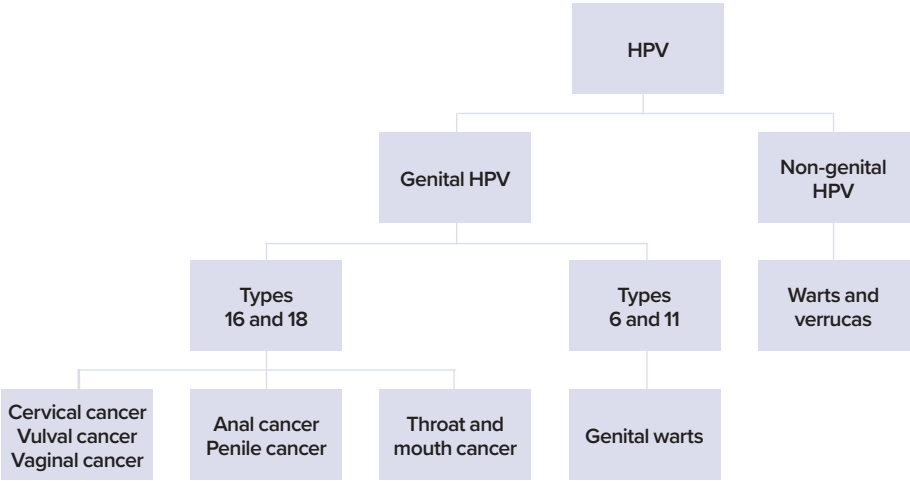 HPV
Genital HPV
Non-genital
HPV
Types
16 and 18
Types
6 and 11
Warts and
verrucas
Cervical cancer
Vulval cancer
Vaginal cancer
Anal cancer
Penile cancer
Throat and
mouth cancer
Genital warts